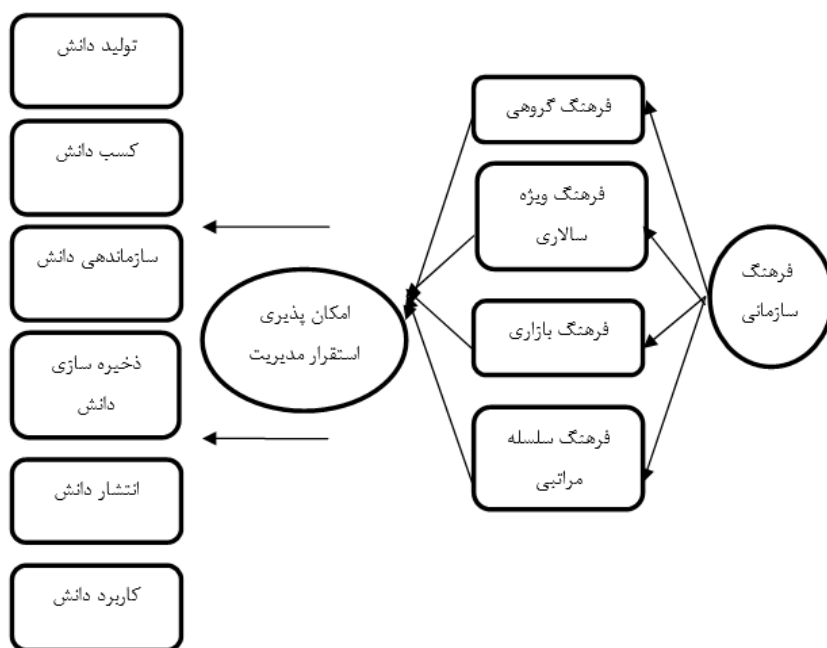 فرهنگ
سازمانی
فرهنگ گروهی
فرهنگ ویژه
سالاری
فرهنگ بازاری
فرهنگ سلسله
مراتبی
امکان پذیری
استقرار مدیریت
تولید دانش
کسب دانش
سازماندهی دانش
ذخیره سازی
دانش
انتشار دانش
کاربرد دانش